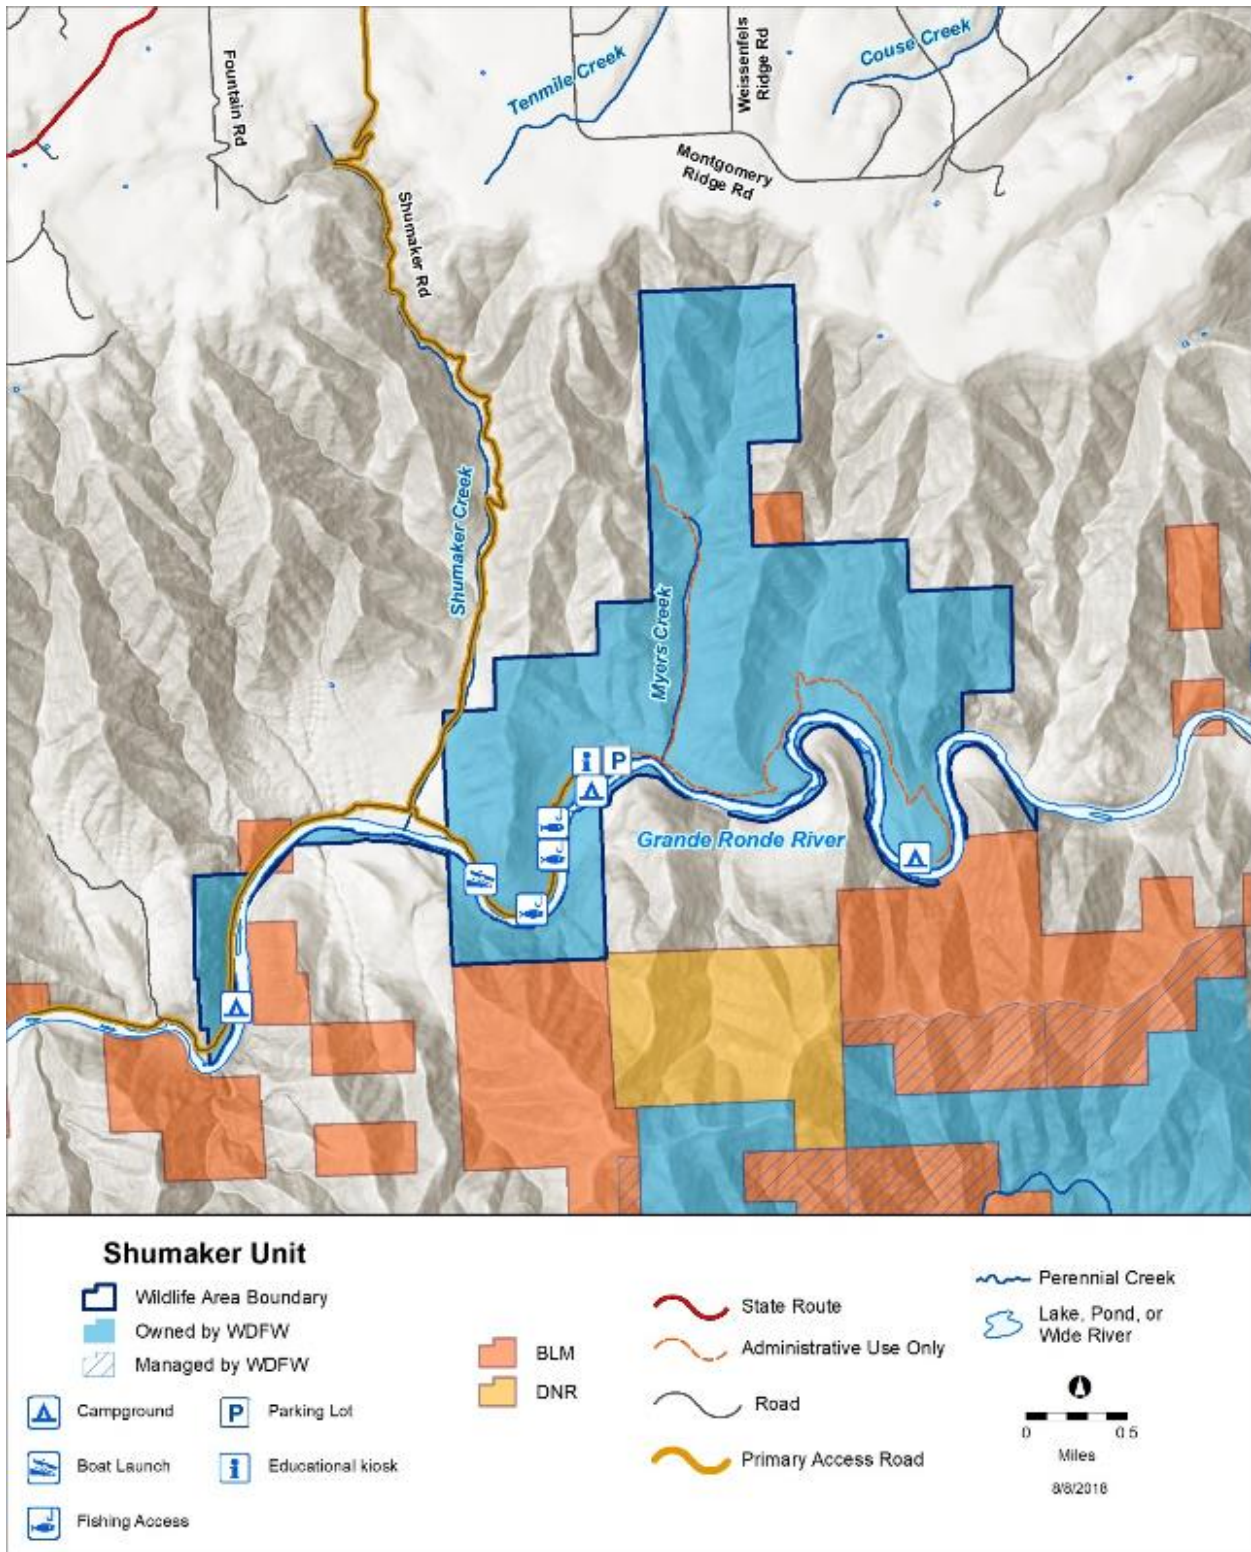 Fountain Rd
Tenmile Creek
Weissenfels
Ridge Rd
Couse Creek
Montgomery
Ridge Rd
Shumaker Rd
Shumaker Creek
Myers Creek
P
Grande Ronde River
Shumaker Unit
Wildlife Area Boundary
Owned by WDFW
Managed by WDFW
Campground
P Parking Lot
Boat Launch
Educational kiosk
Fishing Access
BLM
DNR
State Route
Administrative Use Only
Road
Primary Access Road
Perennial Creek
Lake, Pond, or
Wide River
0 0.5
Miles
8/8/2018